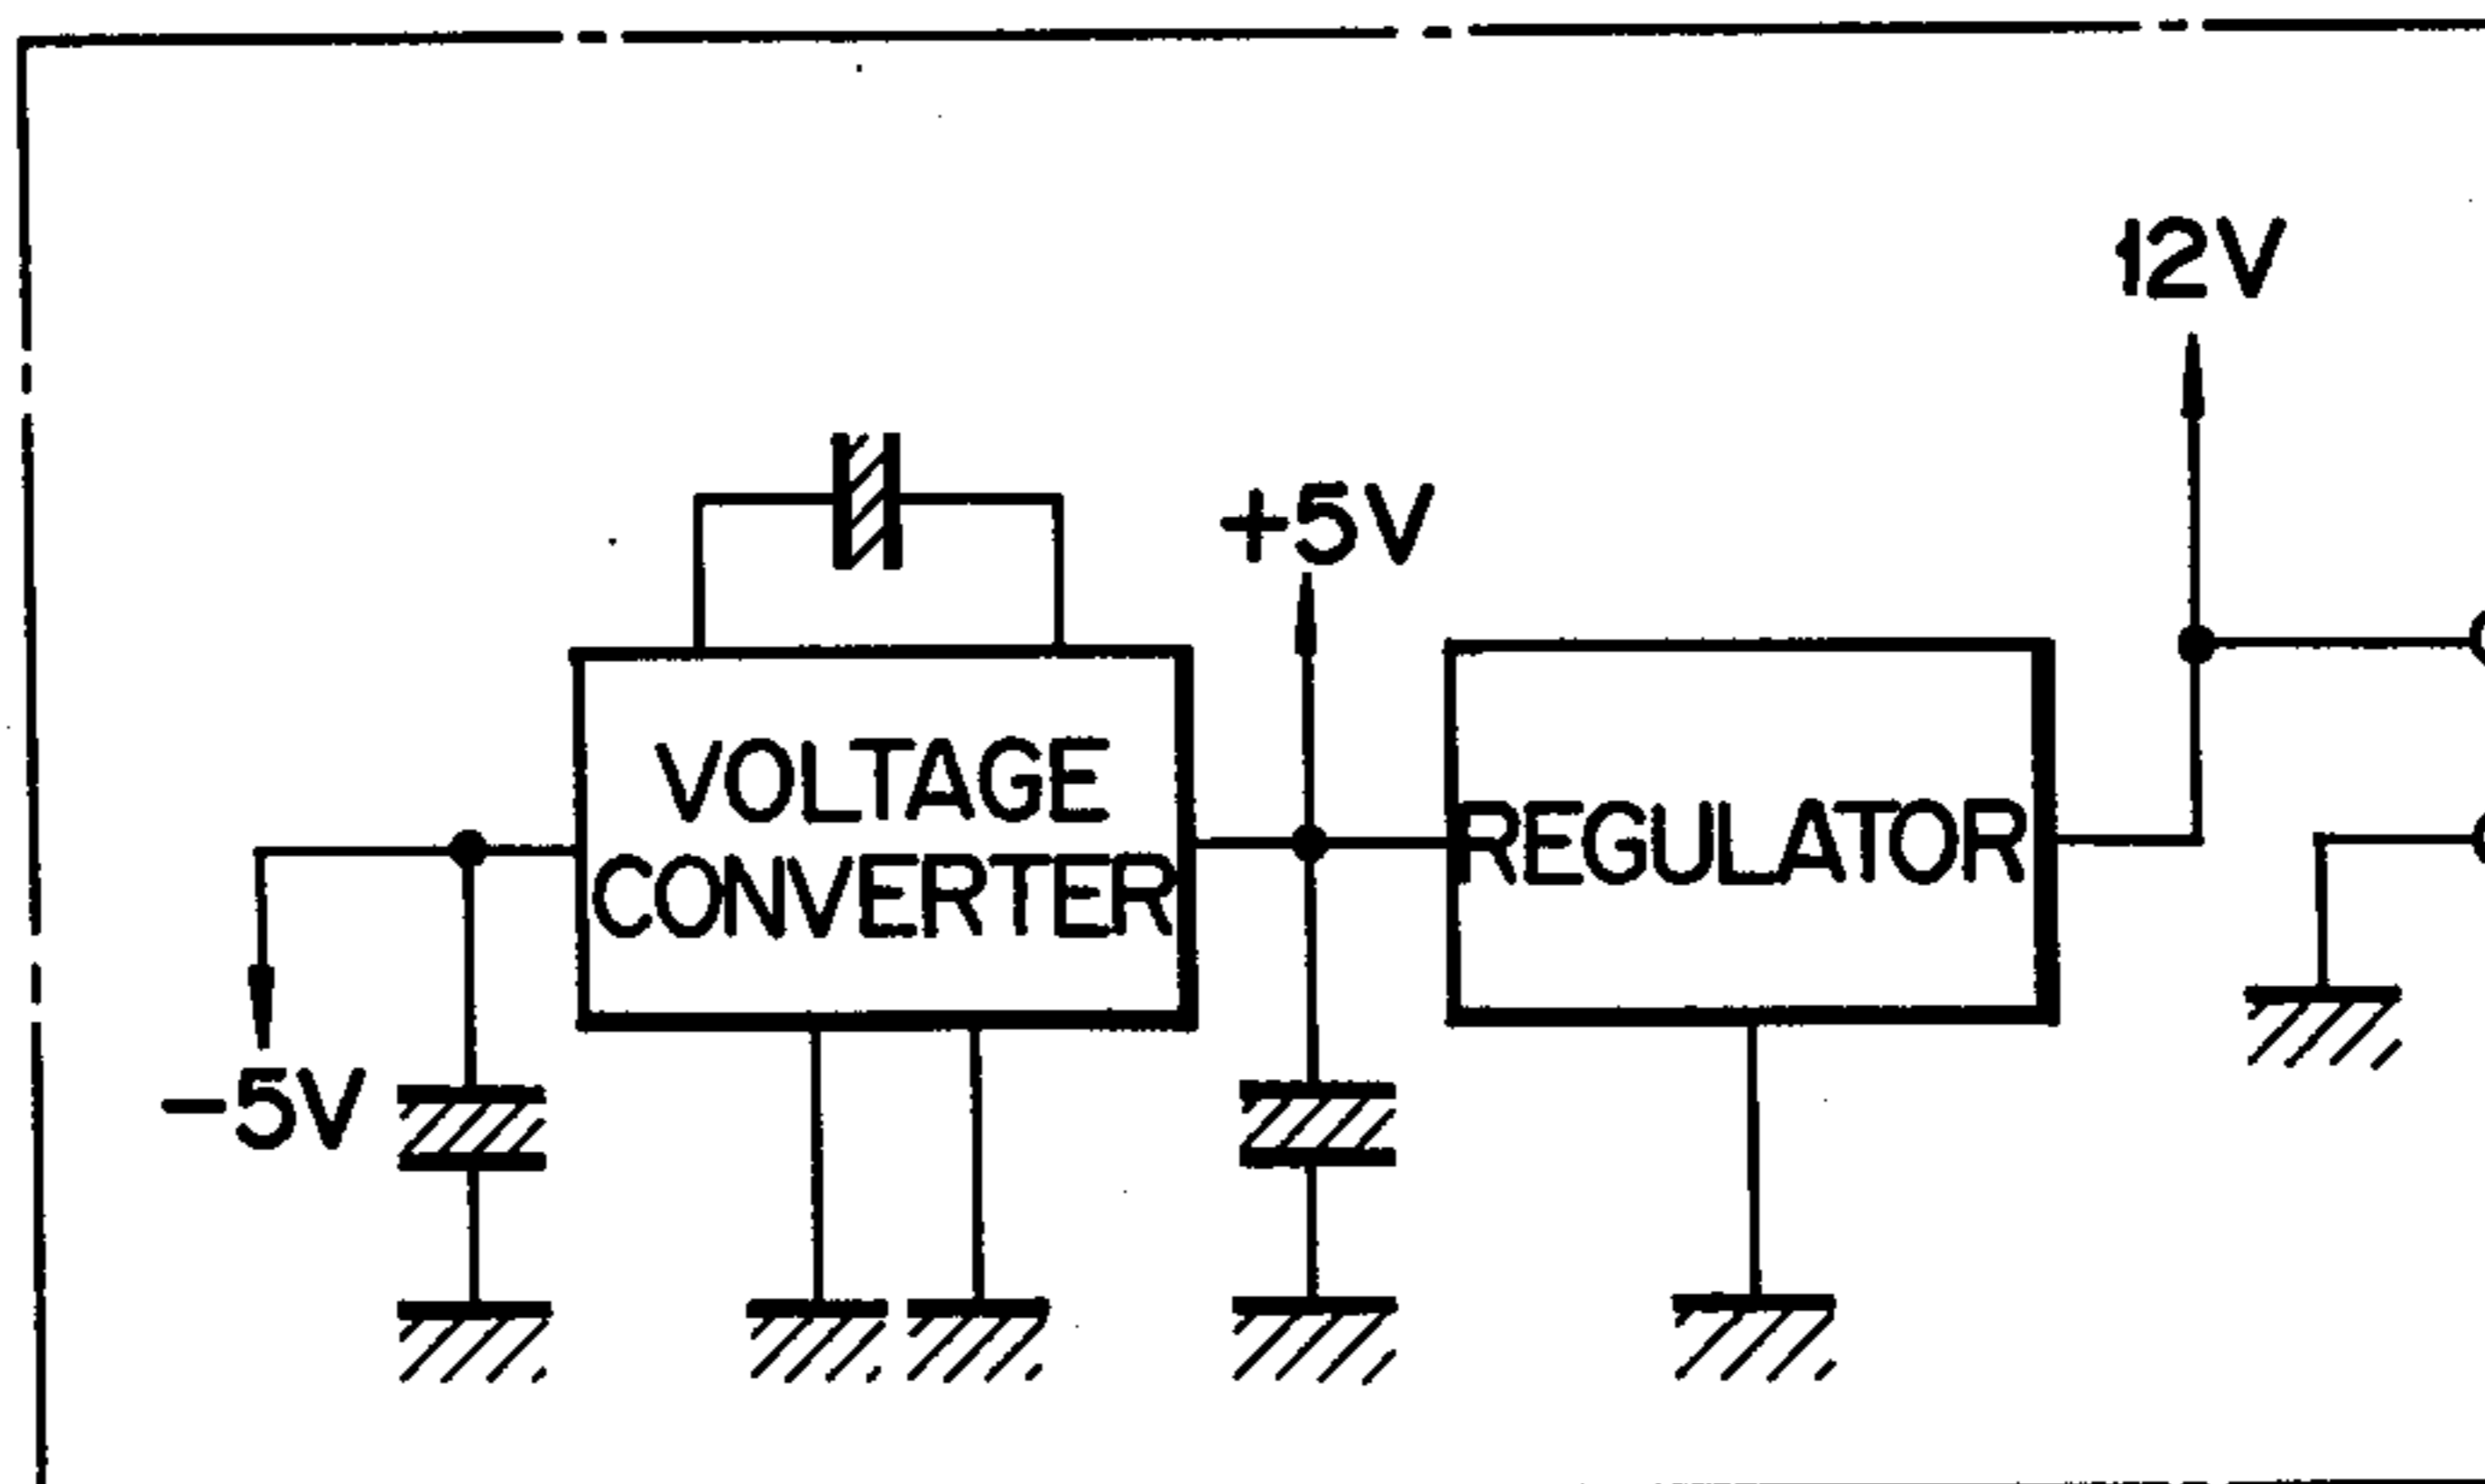 12V
+5V
VOLTAGE
CONVERTER
REGULATOR
-5V